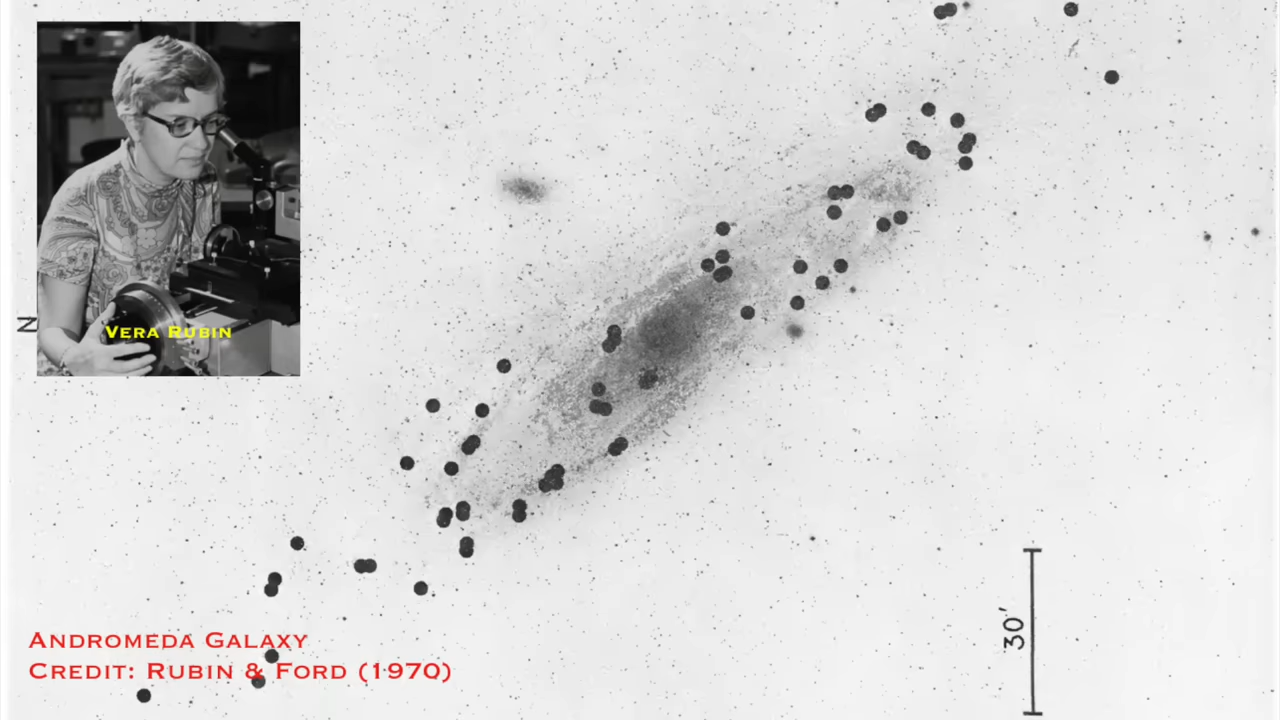 VERA RUBIN
N
ANDROMEDA GALAXY
CREDIT: RUBIN & FORD (1970)
30'